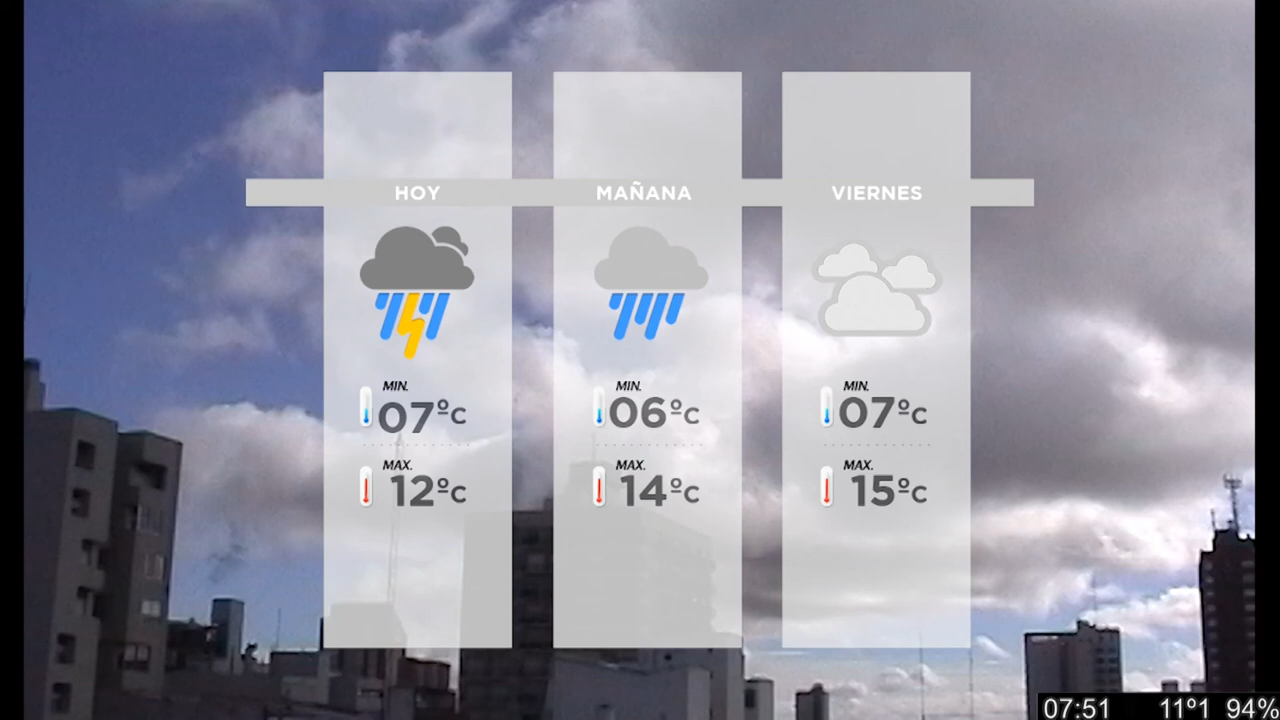 HOY MAÑANA VIERNES
MIN. MIN. MIN.
07ºC 06ºC 07ºC
MAX. MAX. MAX.
12ºC 14ºC 15ºC
07:51 11º1 94%